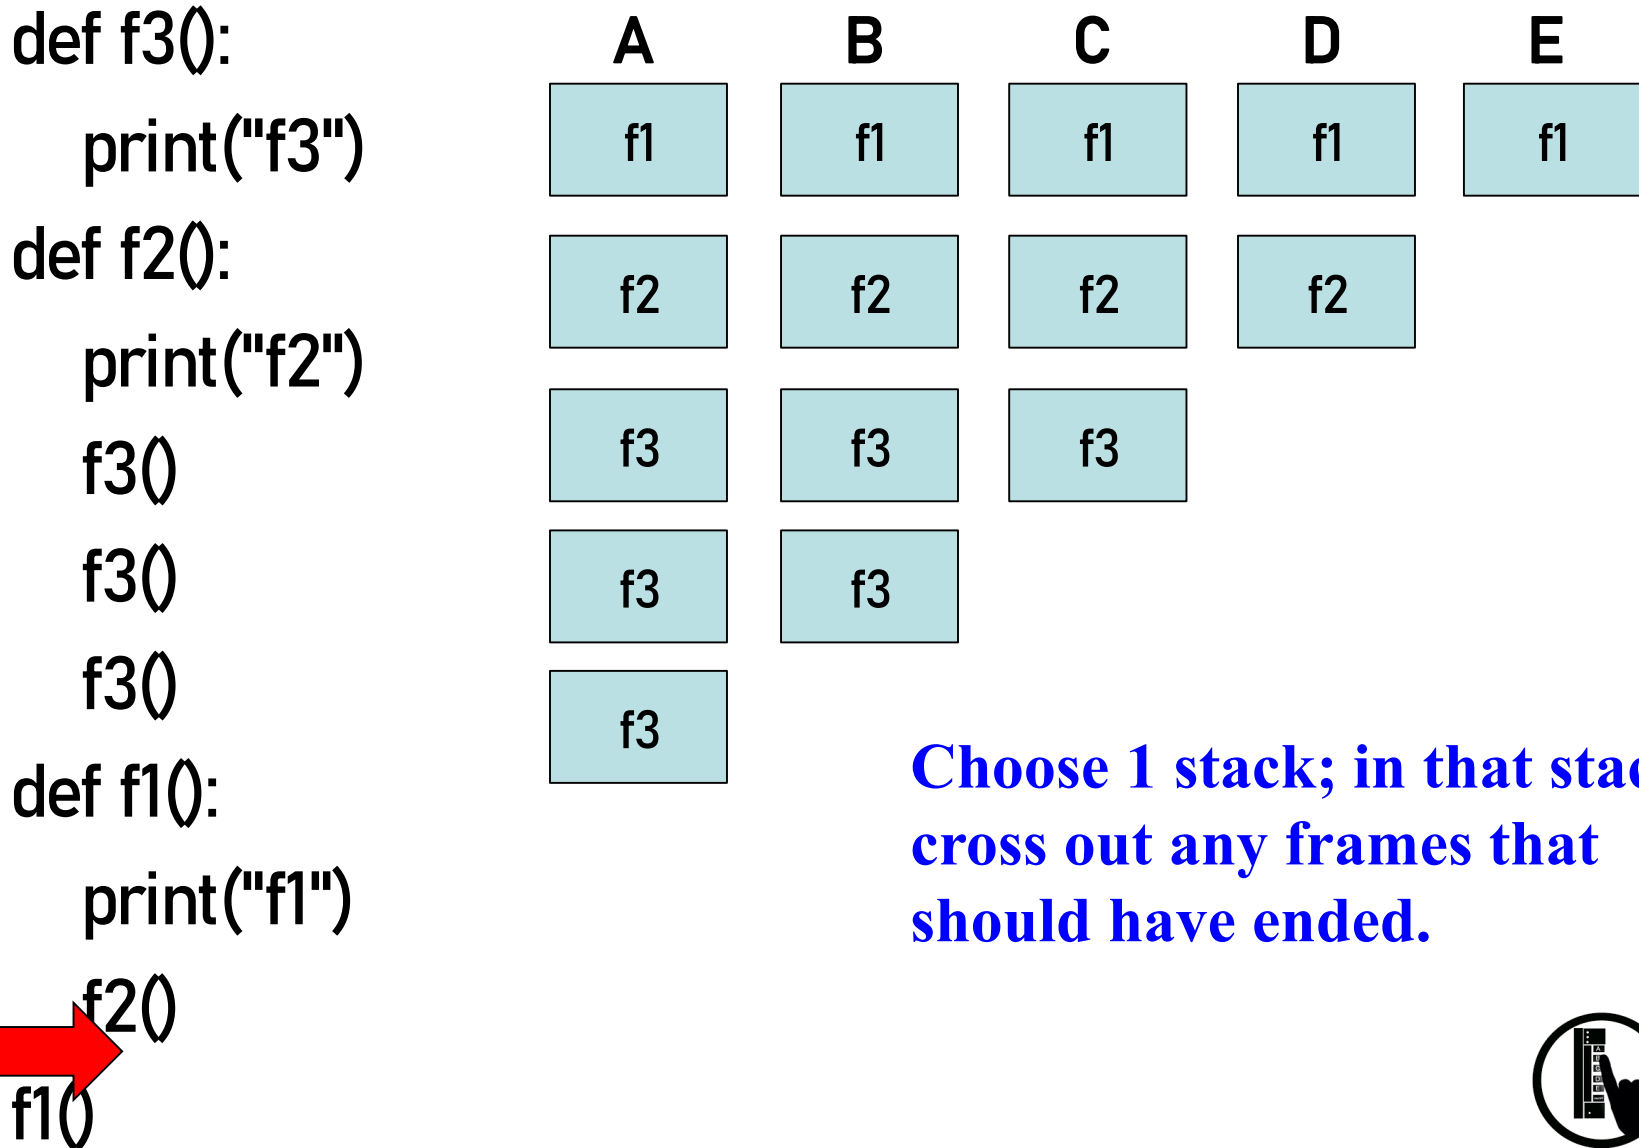 def f3():
print("f3")
def f2():
print("f2")
f3()
f3()
f3()
def f1():
print("f1")
f2()
f1()
A B C D E
f1 f1 f1 f1 f1
f2 f2 f2 f2
f3 f3 f3
f3 f3
f3
Choose 1 stack; in that stac
cross out any frames that
should have ended.